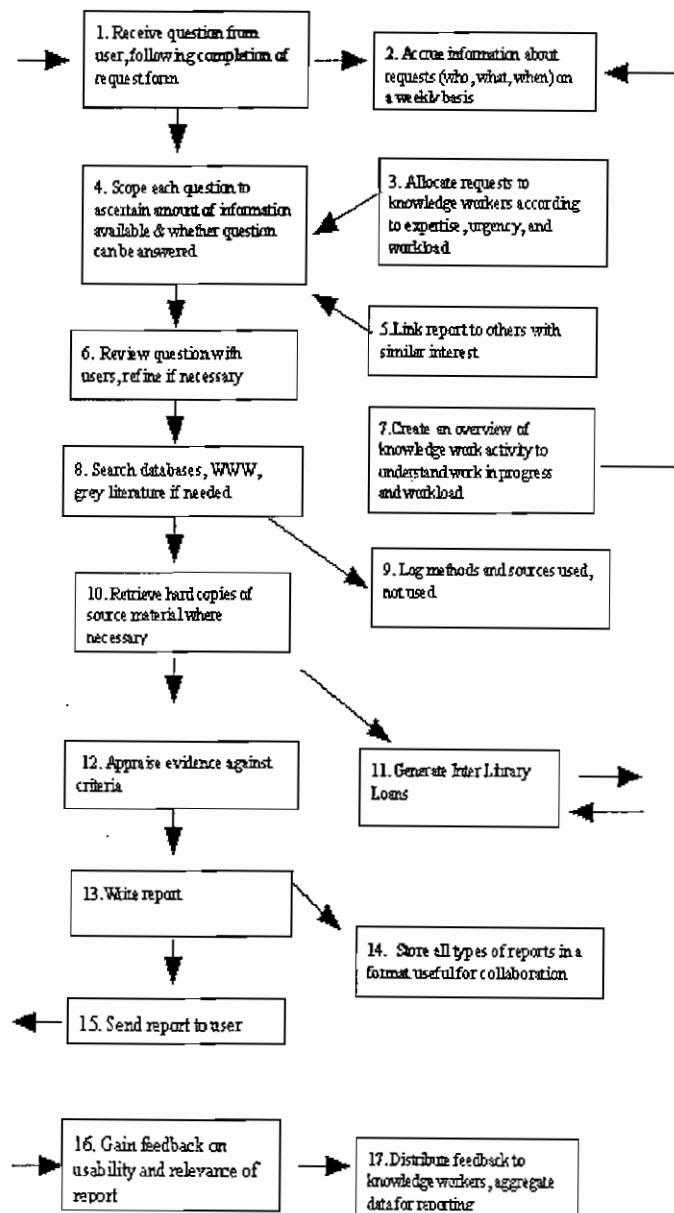 1. Receive question from
user, following completion of
request form
2. Accrue information about
requests (who, what, when) on
a weekly basis
3. Allocate requests to
knowledge workers according
to expertise, urgency, and
workload
4. Scope each question to
ascertain amount of information
available & whether question
can be answered
5. Link report to others with
similar interest
6. Review question with
users, refine if necessary
7. Create an overview of
knowledge work activity to
understand work in progress
and workload
8. Search databases, WWW,
grey literature if needed
9. Log methods and sources used,
not used
10. Retrieve hard copies of
source material where
necessary
11. Generate Inter Library
Loans
12. Appraise evidence against
criteria
13. Write report
14. Store all types of reports in a
format useful for collaboration
15. Send report to user
16. Gain feedback on
usability and relevance of
report
17. Distribute feedback to
knowledge workers, aggregate
data for reporting